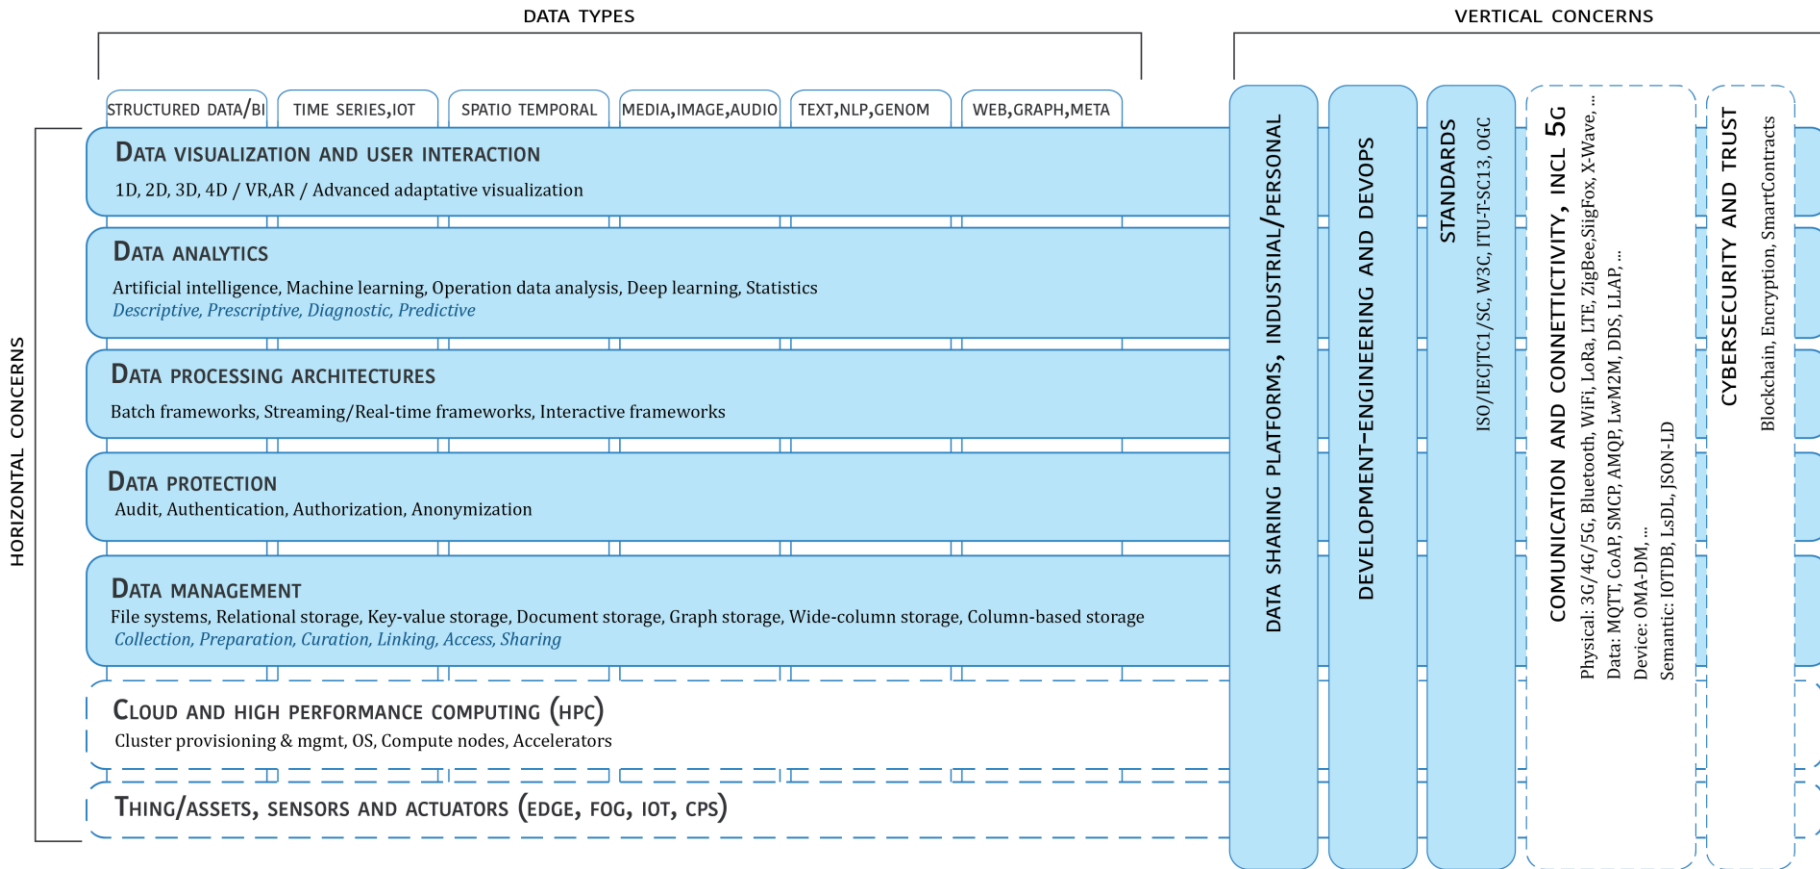 DATA TYPES
VERTICAL CONCERNS
STRUCTURED DATA/BI
TIME SERIES,IOT
SPATIO TEMPORAL
MEDIA,IMAGE,AUDIO
TEXT,NLP,GENOM
WEB,GRAPH,META
HORIZONTAL CONCERNS
DATA VISUALIZATION AND USER INTERACTION
1D, 2D, 3D, 4D / VR,AR / Advanced adaptative visualization
DATA ANALYTICS
Artificial intelligence, Machine learning, Operation data analysis, Deep learning, Statistics
Descriptive, Prescriptive, Diagnostic, Predictive
DATA PROCESSING ARCHITECTURES
Batch frameworks, Streaming/Real-time frameworks, Interactive frameworks
DATA PROTECTION
Audit, Authentication, Authorization, Anonymization
DATA MANAGEMENT
File systems, Relational storage, Key-value storage, Document storage, Graph storage, Wide-column storage, Column-based storage
Collection, Preparation, Curation, Linking, Access, Sharing
CLOUD AND HIGH PERFORMANCE COMPUTING (HPC)
Cluster provisioning & mgmt, OS, Compute nodes, Accelerators
THING/ASSETS, SENSORS AND ACTUATORS (EDGE, FOG, IOT, CPS)
DATA SHARING PLATFORMS, INDUSTRIAL/PERSONAL
DEVELOPMENT-ENGINEERING AND DEVOPS
STANDARDS
ISO/IECJTC1/SC, W3C, ITU-T-SC13, OGC
COMUNICATION AND CONNETICTIVITY, INCL 5G
Physical: 3G/4G/5G, Bluetooth, WiFi, LoRa, LTE, ZigBee,SiigFox, X-Wave, ...
Data: MQTT, CoAP, SMCP, AMQP, LwM2M, DDS, LLAP, ...
Device: OMA-DM, ...
Semantic: IOTDB, LsDL, JSON-LD
CYBERSECURITY AND TRUST
Blockchain, Encryption, SmartContracts